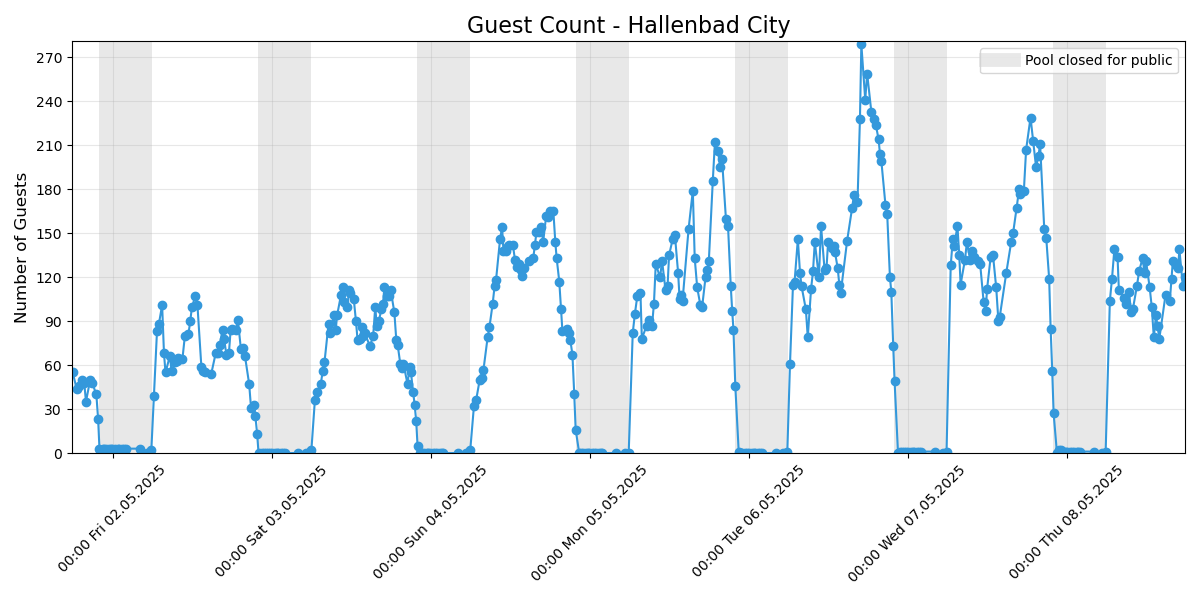 Guest Count - Hallenbad City
Pool closed for public
Number of Guests
270
240
210
180
150
120
90
60
30
0
00:00 Fri 02.05.2025
00:00 Sat 03.05.2025
00:00 Sun 04.05.2025
00:00 Mon 05.05.2025
00:00 Tue 06.05.2025
00:00 Wed 07.05.2025
00:00 Thu 08.05.2025